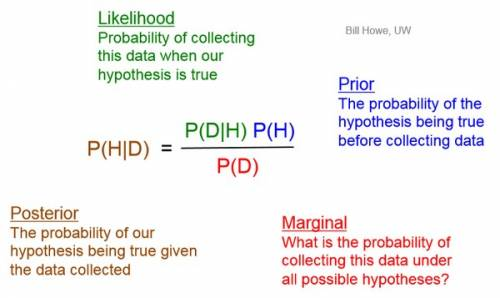 Likelihood
Probability of collecting
this data when our
hypothesis is true
Bill Howe, UW
Prior
The probability of the
hypothesis being true
before collecting data
P(H|D) = P(D|H) P(H)
P(D)
Posterior
The probability of our
hypothesis being true given
the data collected
Marginal
What is the probability of
collecting this data under
all possible hypotheses?